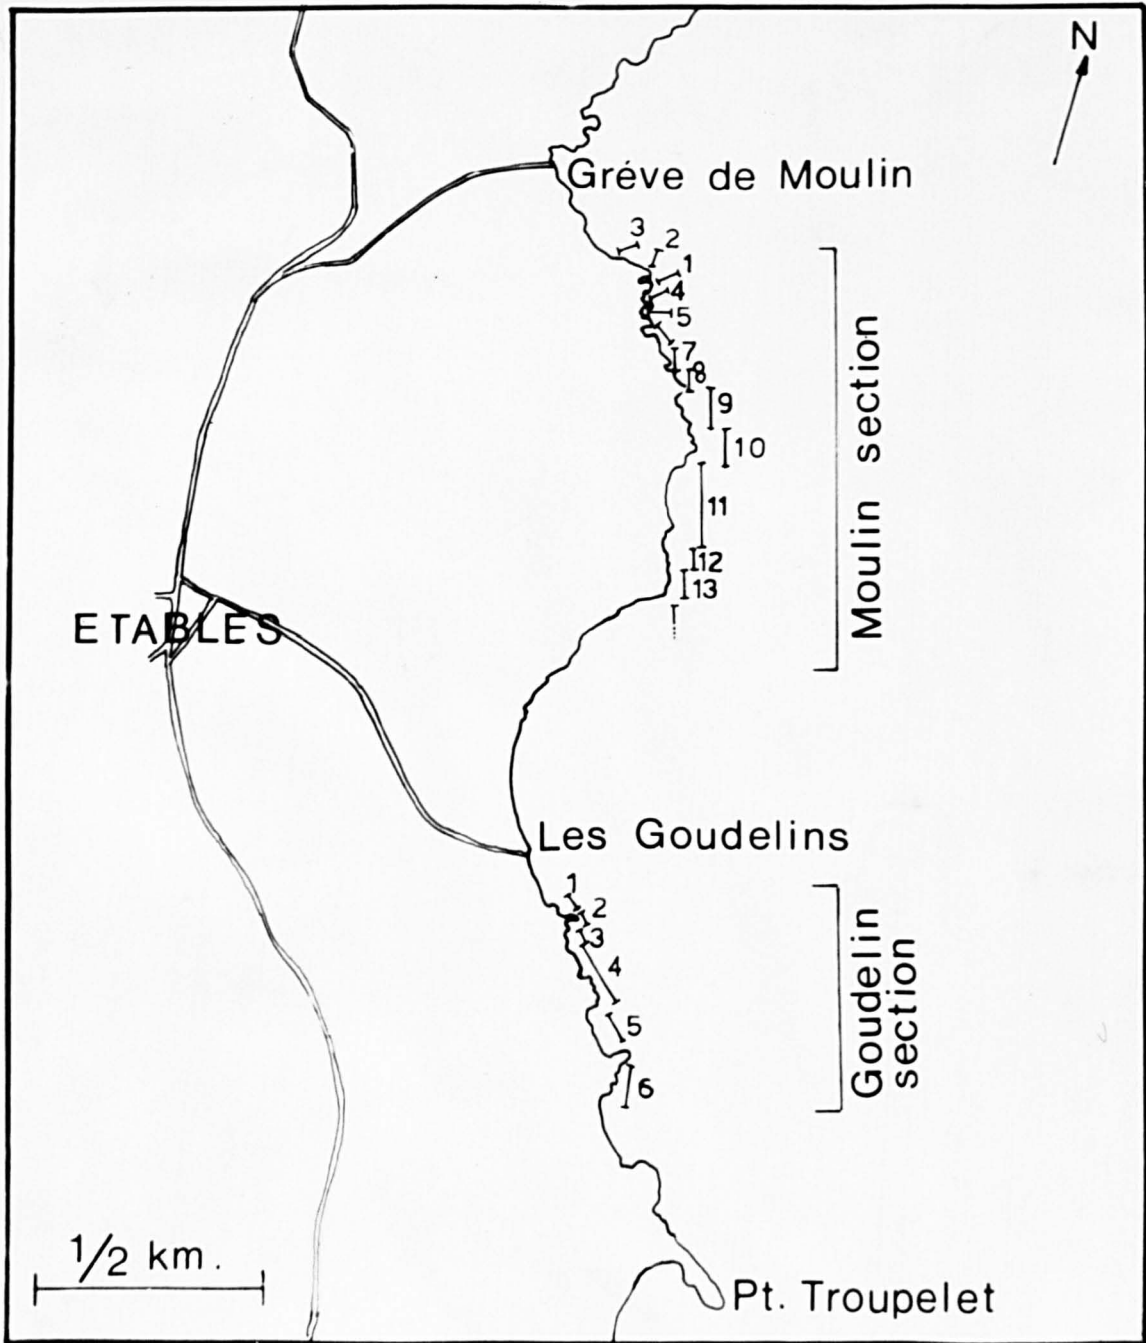 N
Gréve de Moulin
3
2
1
4
5
7
8
9
10
11
12
13
Moulin section
ETABLES
Les Goudelins
1
2
3
4
5
6
Goudelin
section
1/2 km.
Pt. Troupelet